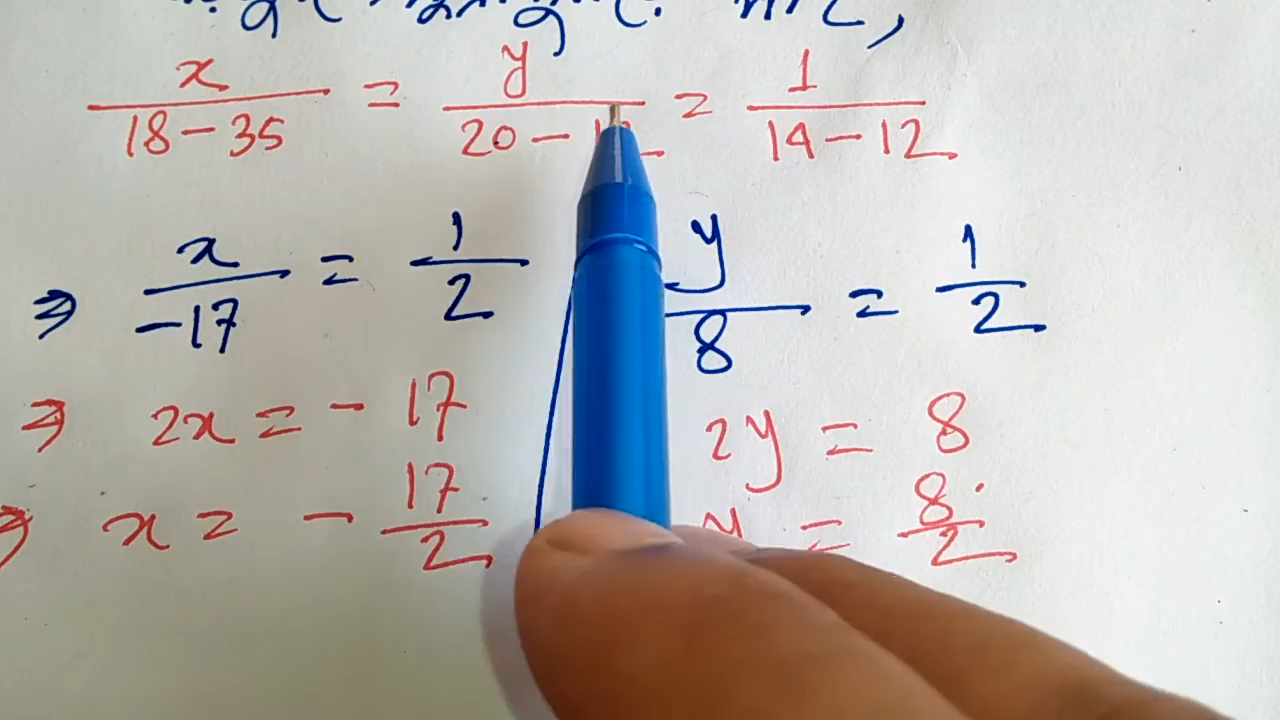 x/18-35 = y/20-12 = 1/14-12
⇒ x/-17 = 1/2 y/8 = 1/2
⇒ 2x = -17 2y = 8
⇒ x = -17/2 y = 8/2